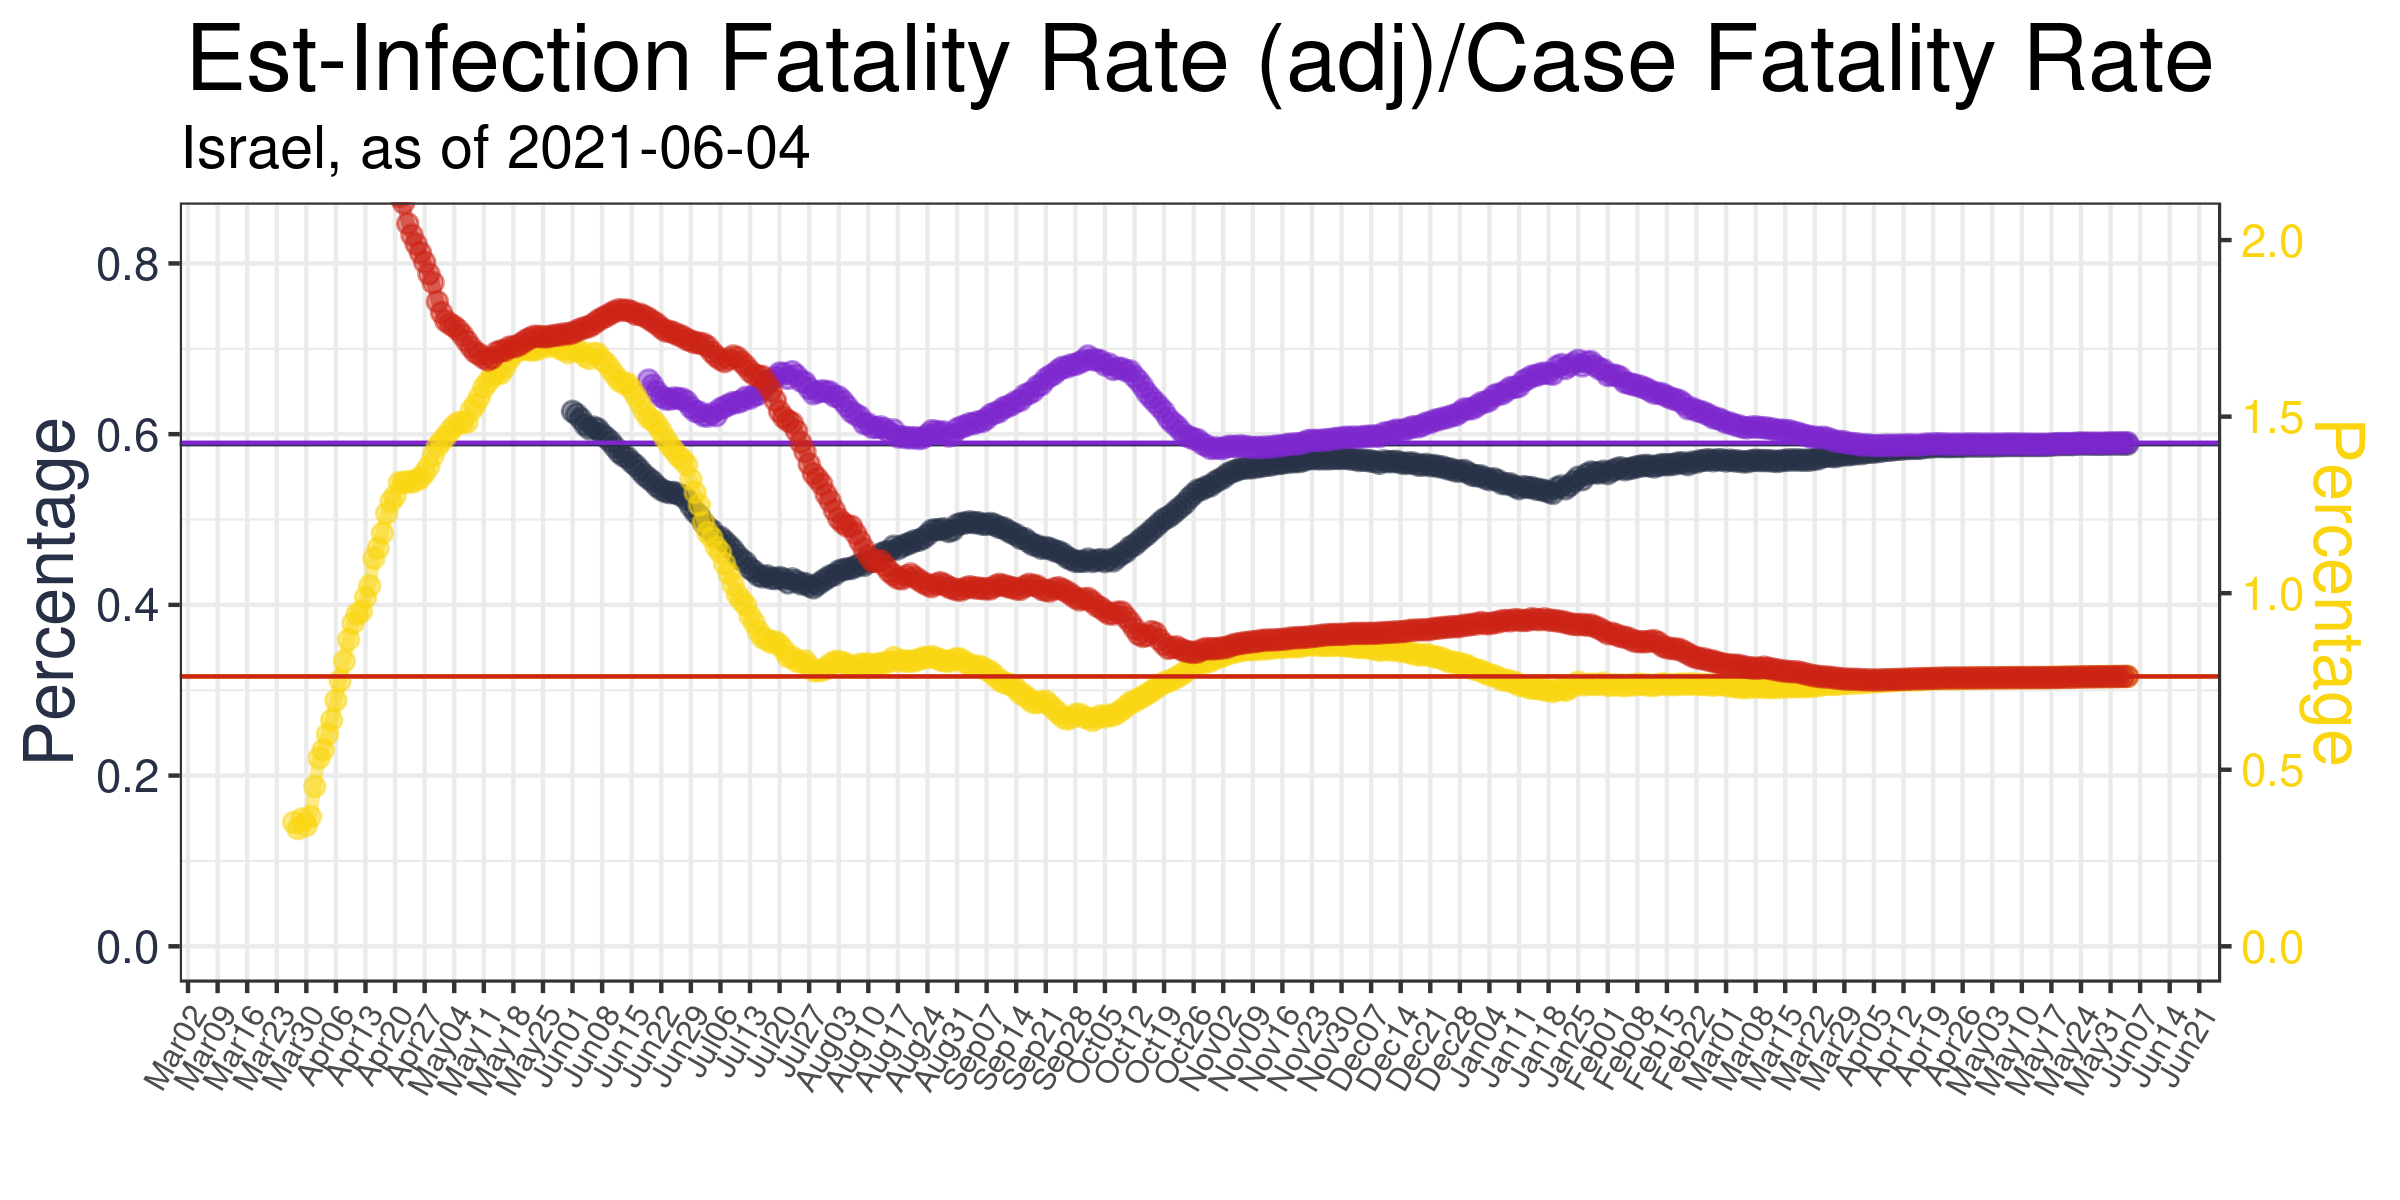 Est-Infection Fatality Rate (adj)/Case Fatality Rate
Israel, as of 2021-06-04
Percentage
0.8
0.6
0.4
0.2
0.0
2.0
1.5
1.0
0.5
0.0
Percentage
Mar02
Mar09
Mar16
Mar23
Mar30
Apr06
Apr13
Apr20
Apr27
May04
May11
May18
May25
Jun01
Jun08
Jun15
Jun22
Jun29
Jul06
Jul13
Jul20
Jul27
Aug03
Aug10
Aug17
Aug24
Aug31
Sep07
Sep14
Sep21
Sep28
Oct05
Oct12
Oct19
Oct26
Nov02
Nov09
Nov16
Nov23
Nov30
Dec07
Dec14
Dec21
Dec28
Jan04
Jan11
Jan18
Jan25
Feb01
Feb08
Feb15
Feb22
Mar01
Mar08
Mar15
Mar22
Mar29
Apr05
Apr12
Apr19
Apr26
May03
May10
May17
May24
May31
Jun07
Jun14
Jun21